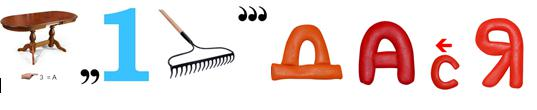 ,,1 ‘‘‘ Д А ← с Я
3 = А